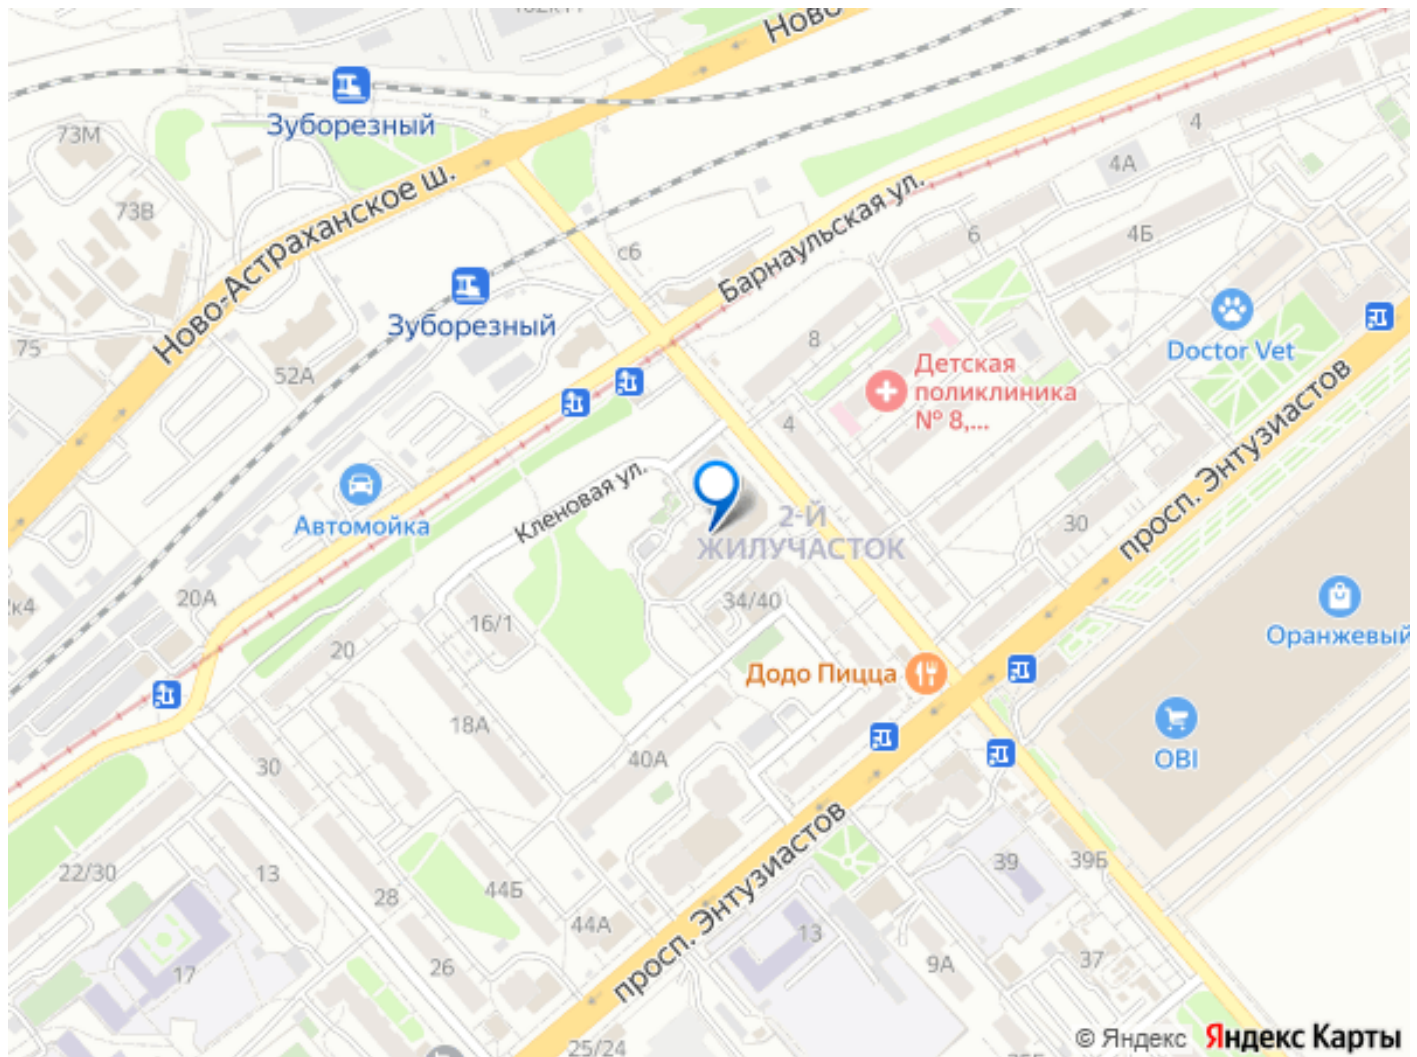 Ново
Зуборезный
73М
4
4А
73В
Ново-Астраханское ш.
Барнаульская ул.
6
4Б
с6
Зуборезный
75
8
Doctor Vet
52А
Детская
поликлиника
№ 8,...
4
просп. Энтузиастов
Кленовая ул.
Автомойка
2-Й
ЖИЛУЧАСТОК
30
20А
34/40
16/1
Оранжевый
20
Додо Пицца
18А
OBI
40А
30
22/30
13
28
44Б
просп. Энтузиастов
39
39Б
44А
13
17
26
9А
37
25/24
© Яндекс Яндекс Карты